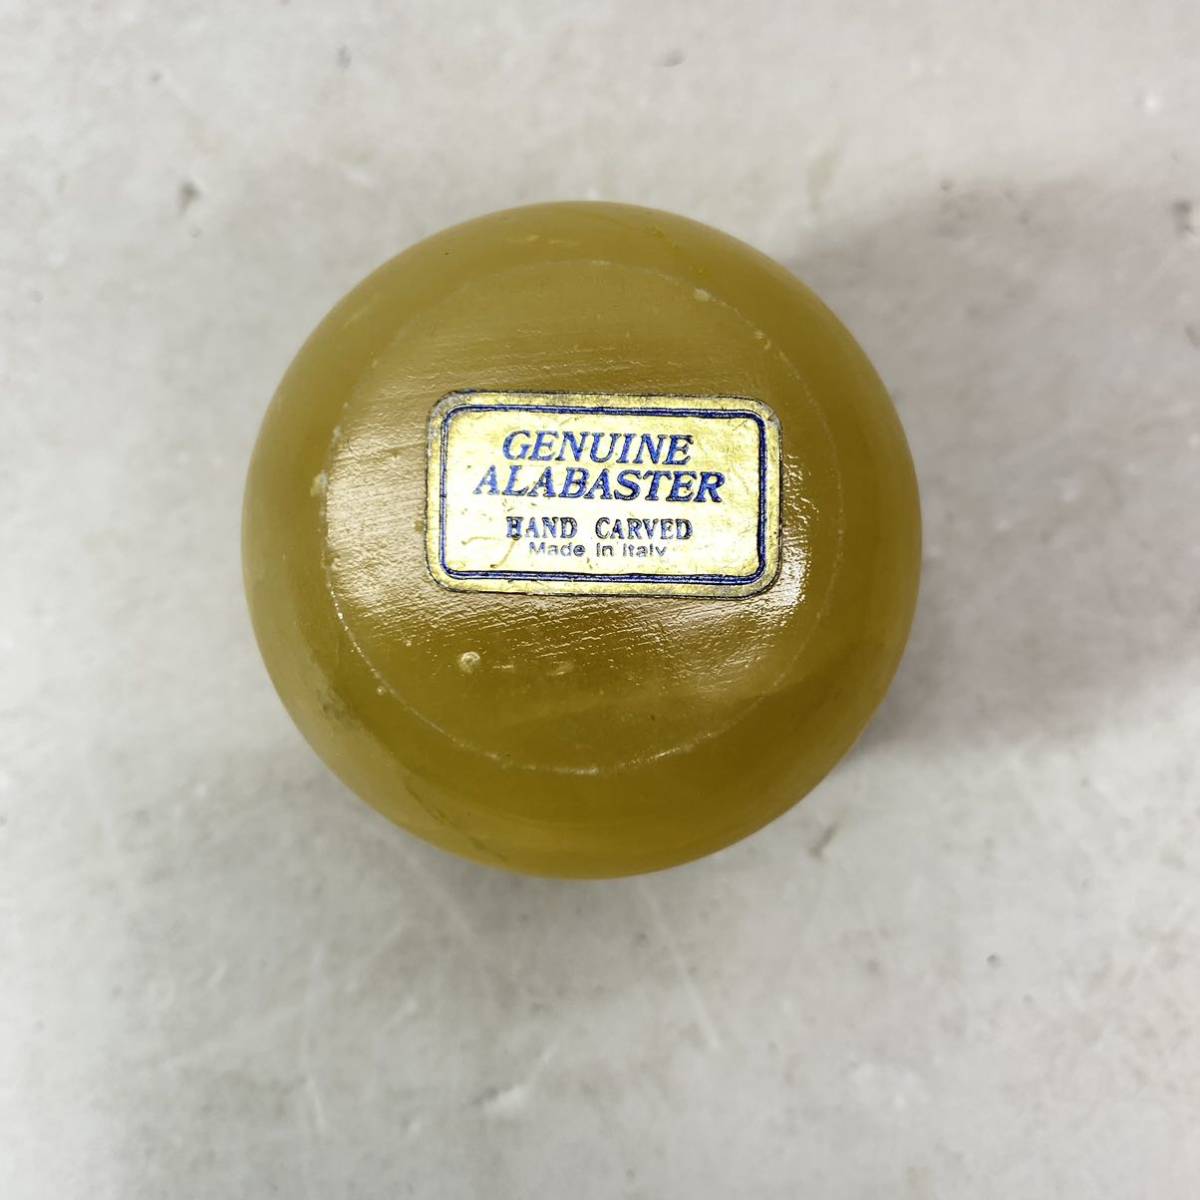 GENUINE
ALABASTER
HAND CARVED
Made In Italy